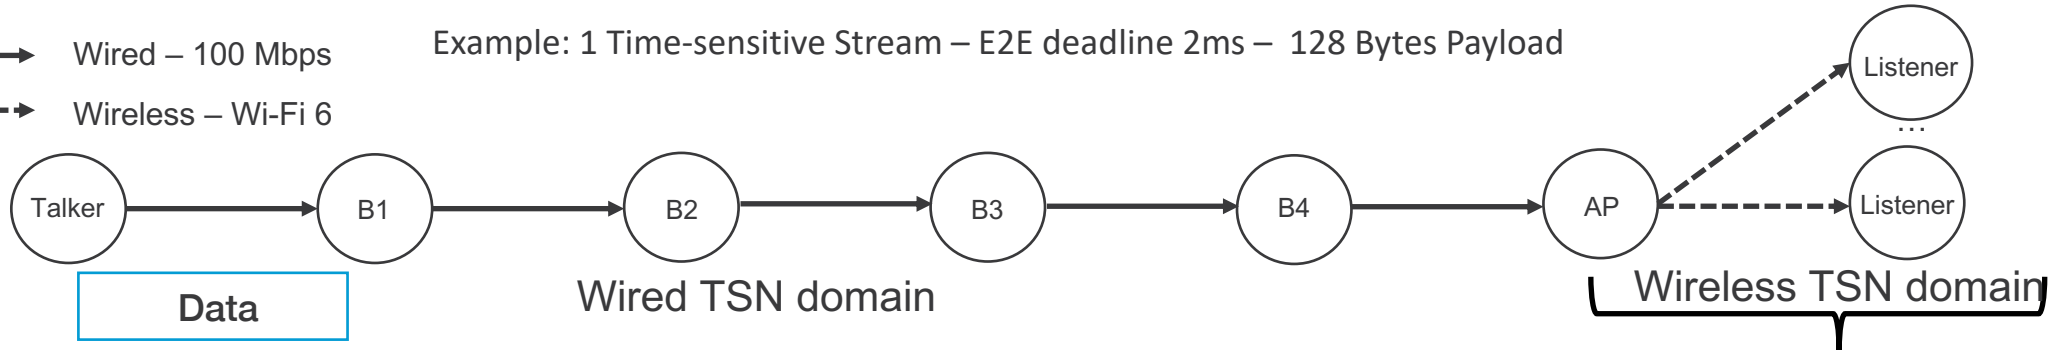 Wired – 100 Mbps
Example: 1 Time-sensitive Stream – E2E deadline 2ms – 128 Bytes Payload
Wireless – Wi-Fi 6
Listener
...
Talker
B1
B2
B3
B4
AP
Listener
Data
Wired TSN domain
Wireless TSN domain